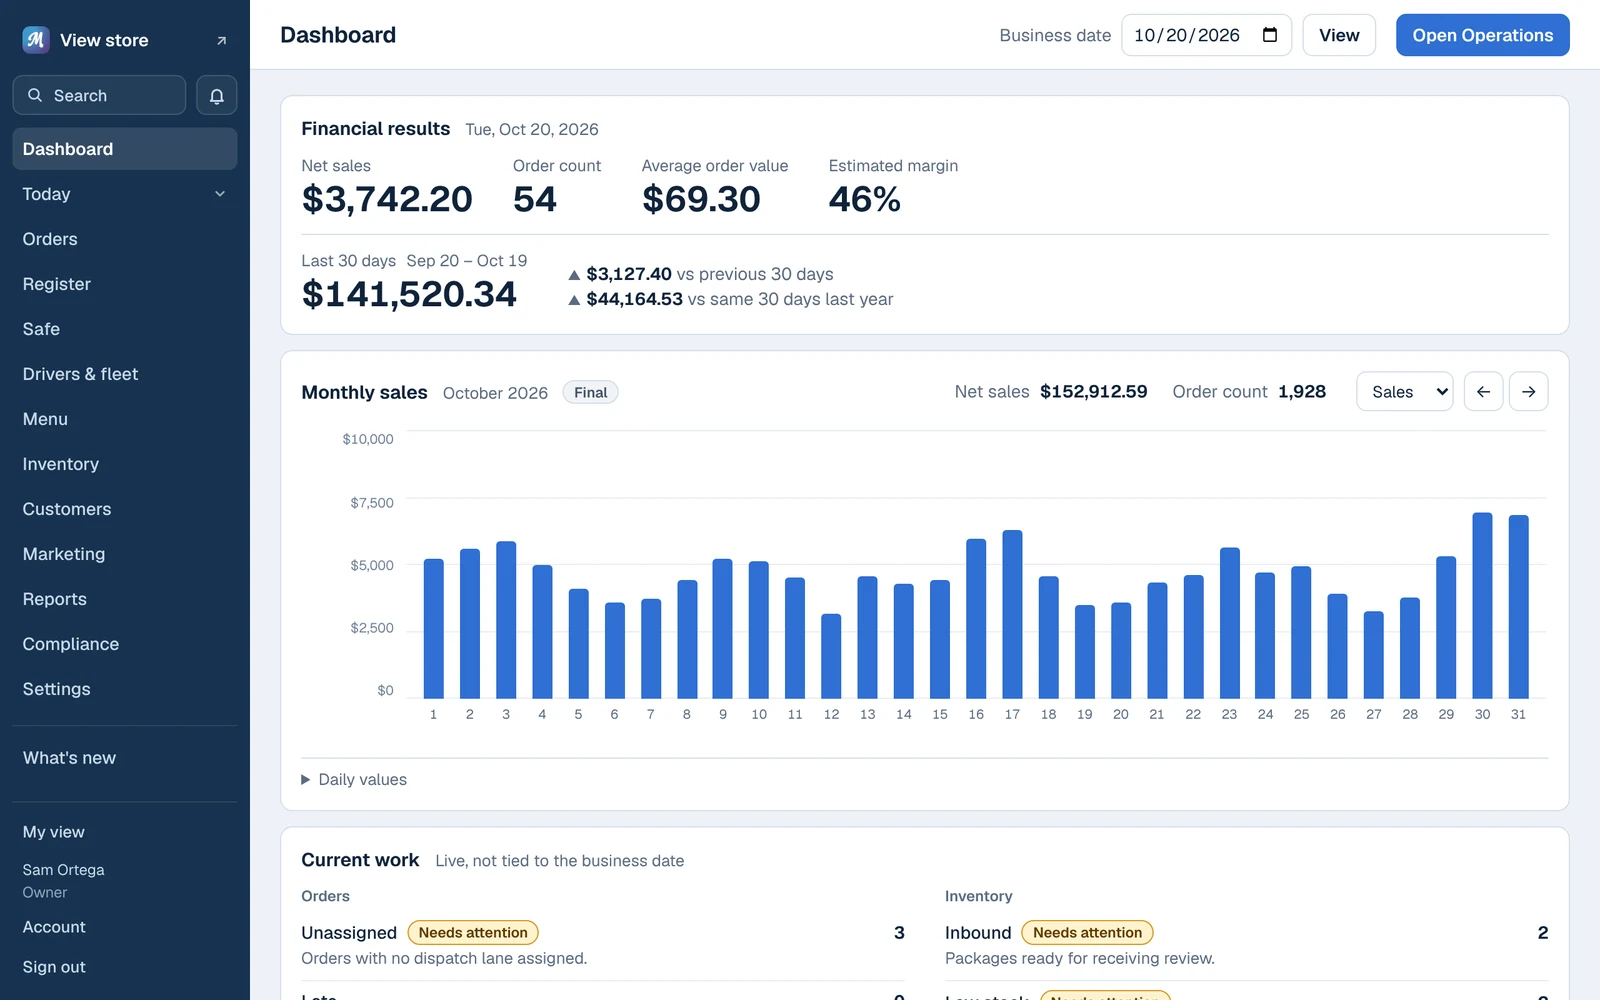 View store
Search
Dashboard
Today
Orders
Register
Safe
Drivers & fleet
Menu
Inventory
Customers
Marketing
Reports
Compliance
Settings
What's new
My view
Sam Ortega
Owner
Account
Sign out
Dashboard
Business date 10/20/2026 View Open Operations
Financial results Tue, Oct 20, 2026
Net sales Order count Average order value Estimated margin
$3,742.20 54 $69.30 46%
Last 30 days Sep 20 – Oct 19
$141,520.34
▲ $3,127.40 vs previous 30 days
▲ $44,164.53 vs same 30 days last year
Monthly sales October 2026 Final Net sales $152,912.59 Order count 1,928 Sales ← →
$10,000
$7,500
$5,000
$2,500
$0
1 2 3 4 5 6 7 8 9 10 11 12 13 14 15 16 17 18 19 20 21 22 23 24 25 26 27 28 29 30 31
▶ Daily values
Current work Live, not tied to the business date
Orders
Unassigned Needs attention 3
Orders with no dispatch lane assigned.
Inventory
Inbound Needs attention 2
Packages ready for receiving review.